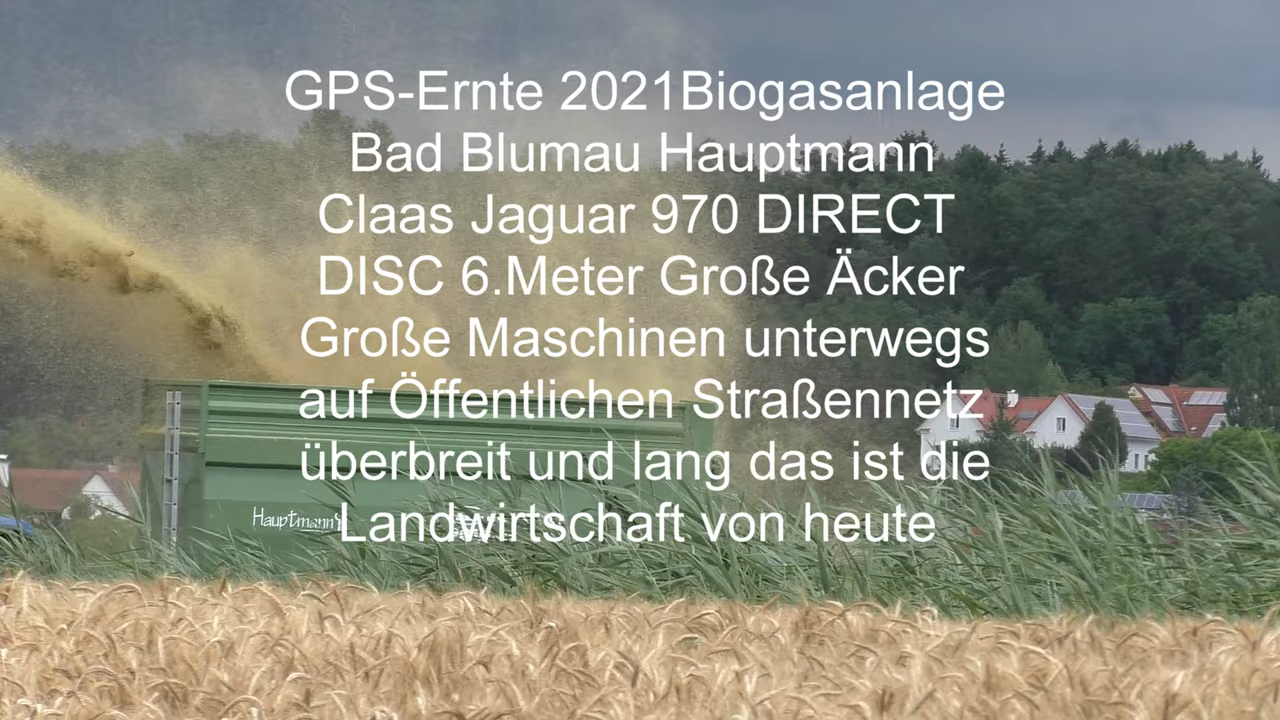 GPS-Ernte 2021Biogasanlage
Bad Blumau Hauptmann
Claas Jaguar 970 DIRECT
DISC 6.Meter Große Äcker
Große Maschinen unterwegs
auf Öffentlichen Straßennetz
überbreit und lang das ist die
Landwirtschaft von heute
Hauptmann's